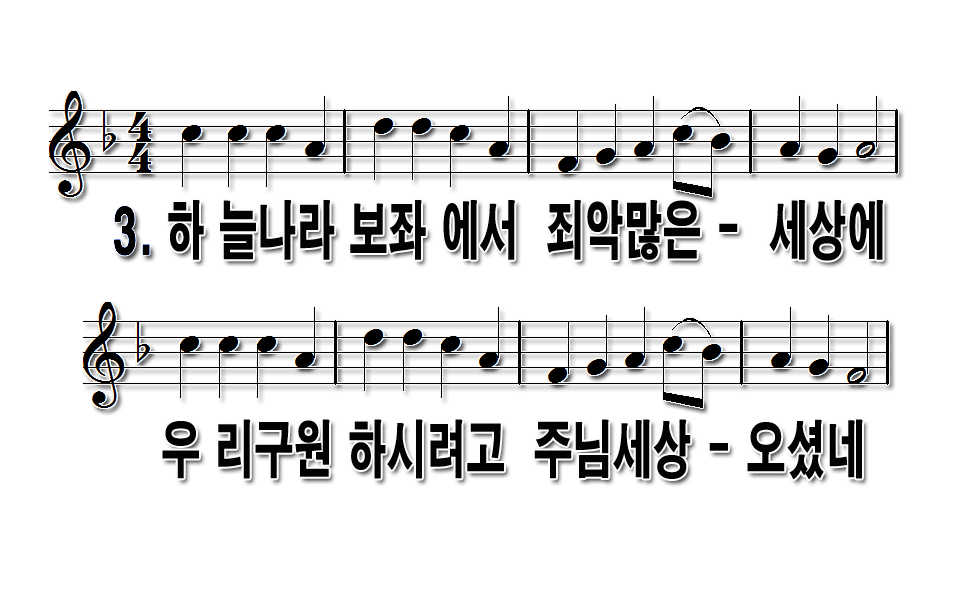 3. 하 늘나라 보좌 에서 죄악많은 - 세상에
우 리구원 하시려고 주님세상 - 오셨네